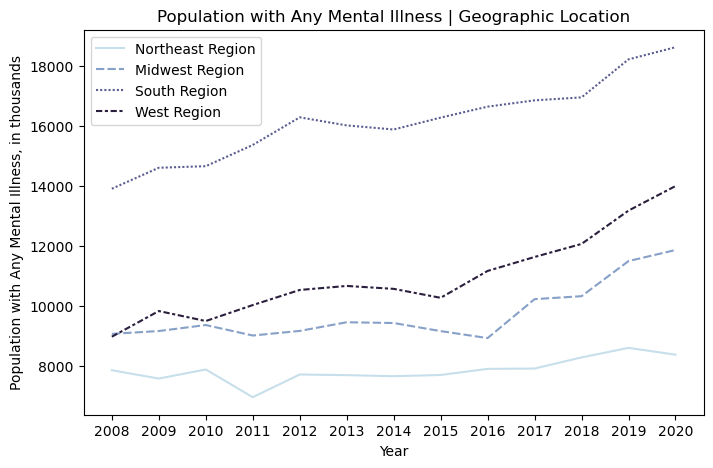 Population with Any Mental Illness | Geographic Location
Northeast Region
Midwest Region
South Region
West Region
Population with Any Mental Illness, in thousands
18000
16000
14000
12000
10000
8000
2008 2009 2010 2011 2012 2013 2014 2015 2016 2017 2018 2019 2020
Year